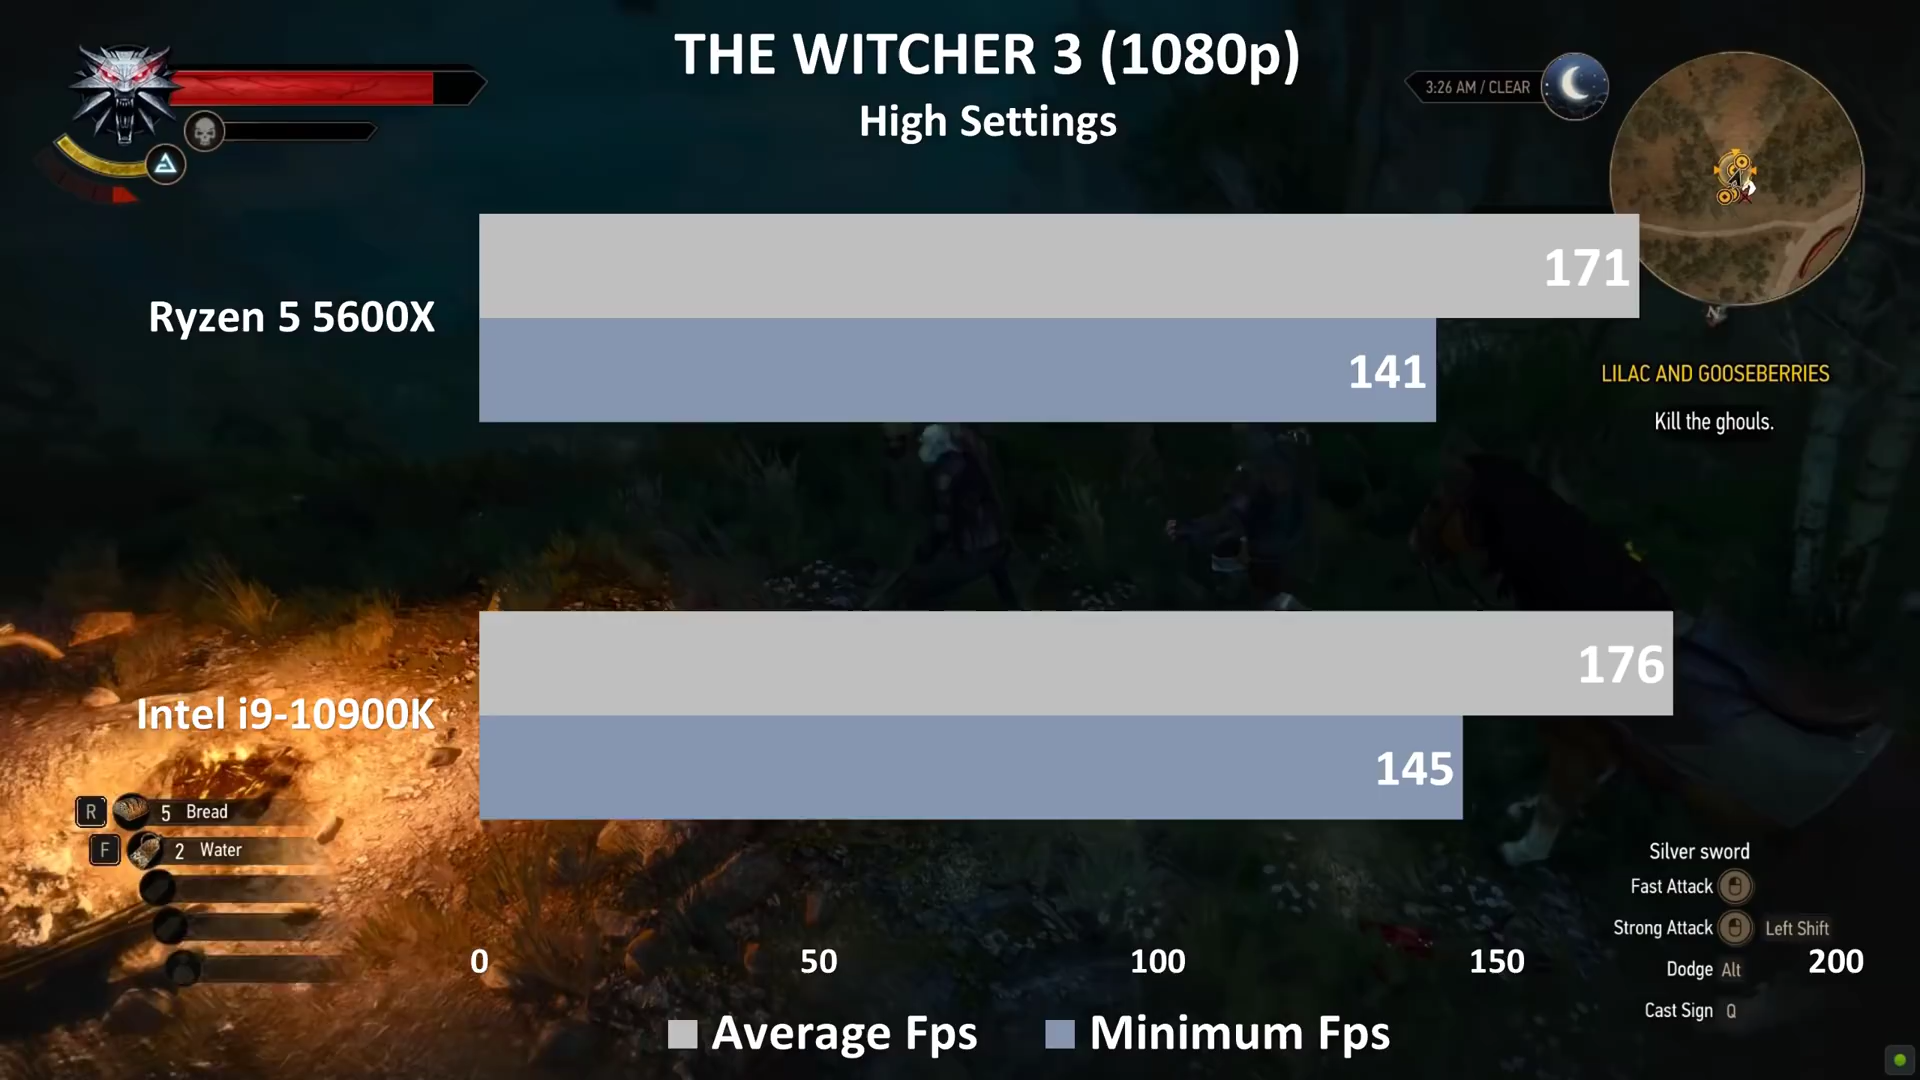 THE WITCHER 3 (1080p)
High Settings
3:26 AM / CLEAR
N
171
Ryzen 5 5600X
141
LILAC AND GOOSEBERRIES
Kill the ghouls.
176
Intel i9-10900K
145
R 5 Bread
F 2 Water
Silver sword
Fast Attack
Strong Attack Left Shift
Dodge Alt
Cast Sign Q
0 50 100 150 200
Average Fps Minimum Fps